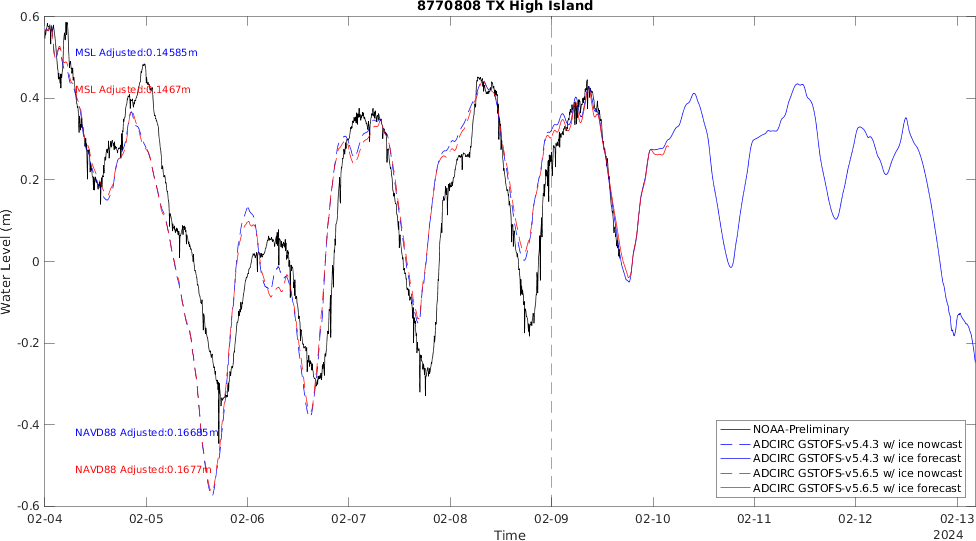 8770808 TX High Island
MSL Adjusted:0.14585m
MSL Adjusted:0.1467m
NAVD88 Adjusted:0.16685m
NAVD88 Adjusted:0.1677m
Water Level (m)
0.6
0.4
0.2
0
-0.2
-0.4
-0.6
02-04 02-05 02-06 02-07 02-08 02-09 02-10 02-11 02-12 02-13
2024
Time
NOAA-Preliminary
ADCIRC GSTOFS-v5.4.3 w/ ice nowcast
ADCIRC GSTOFS-v5.4.3 w/ ice forecast
ADCIRC GSTOFS-v5.6.5 w/ ice nowcast
ADCIRC GSTOFS-v5.6.5 w/ ice forecast